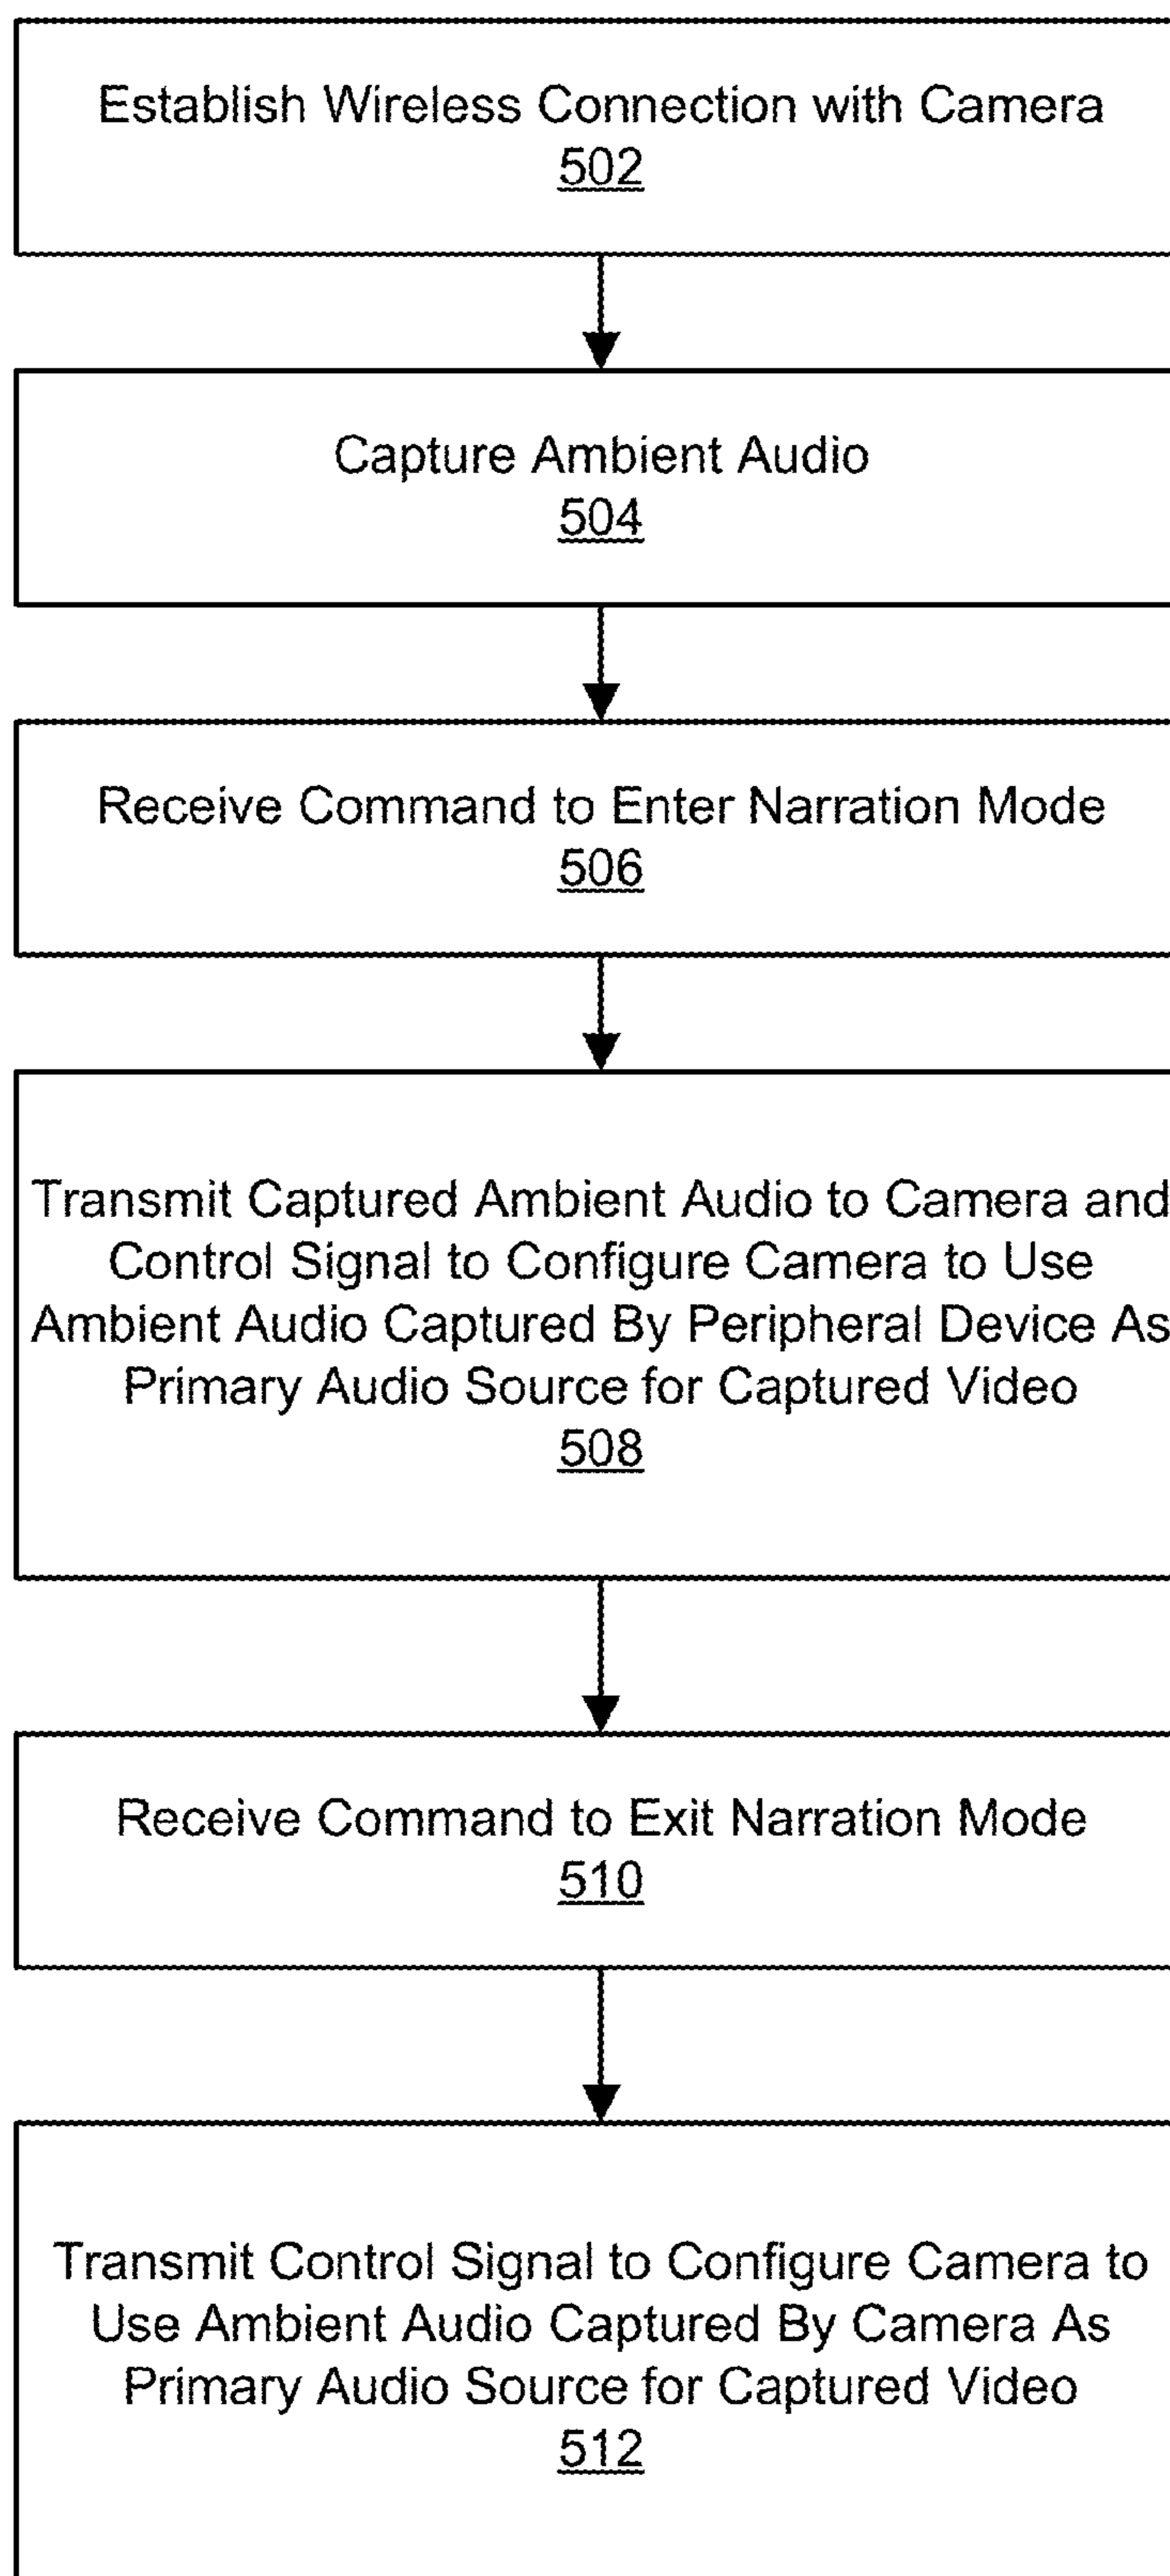 Establish Wireless Connection with Camera
502
Capture Ambient Audio
504
Receive Command to Enter Narration Mode
506
Transmit Captured Ambient Audio to Camera and
Control Signal to Configure Camera to Use
Ambient Audio Captured By Peripheral Device As
Primary Audio Source for Captured Video
508
Receive Command to Exit Narration Mode
510
Transmit Control Signal to Configure Camera to
Use Ambient Audio Captured By Camera As
Primary Audio Source for Captured Video
512